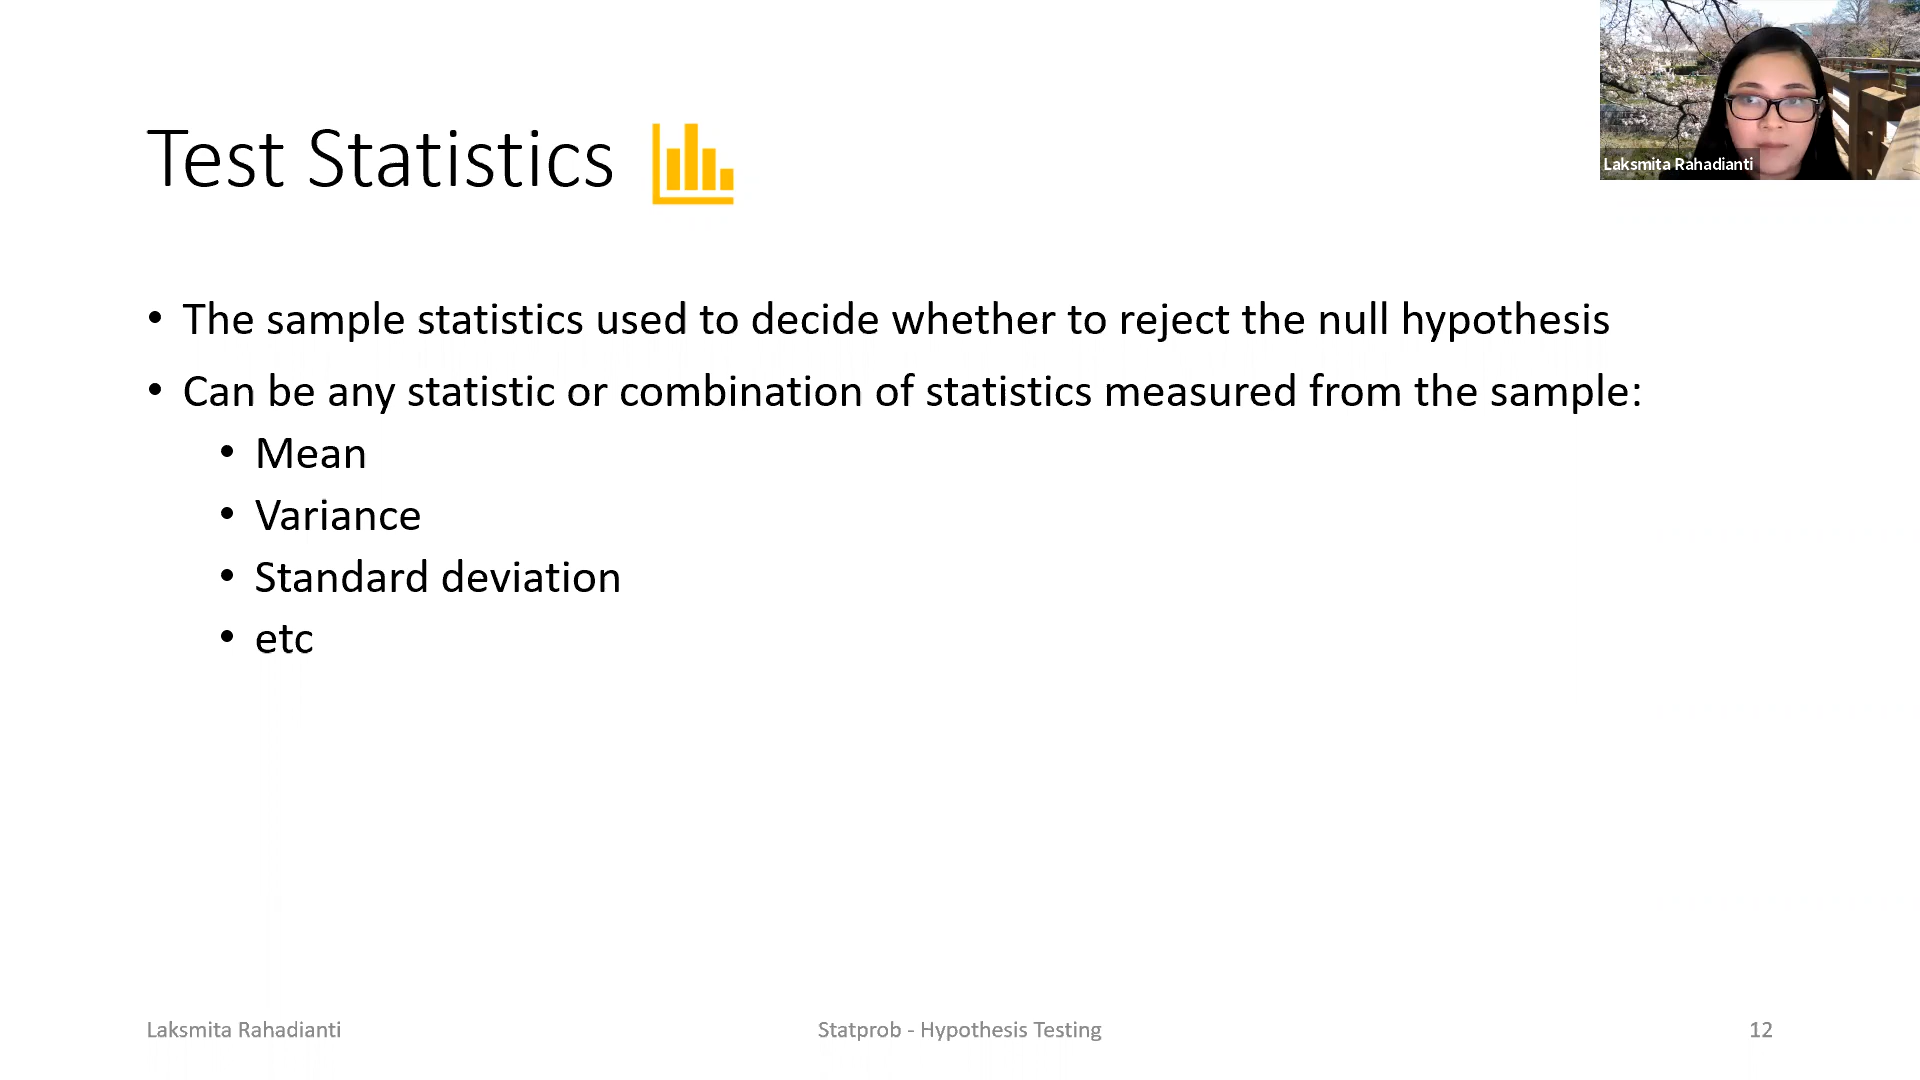 Test Statistics
Laksmita Rahadianti
• The sample statistics used to decide whether to reject the null hypothesis
• Can be any statistic or combination of statistics measured from the sample:
• Mean
• Variance
• Standard deviation
• etc
Laksmita Rahadianti
Statprob - Hypothesis Testing
12